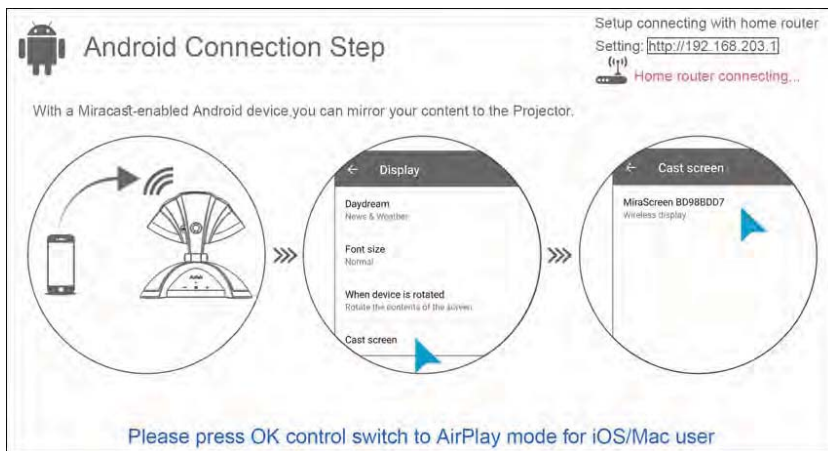 Android Connection Step
Setup connecting with home router
Setting: http://192.168.203.1
Home router connecting...
With a Miracast-enabled Android device,you can mirror your content to the Projector.
Display
Daydream
News & Weather
Font size
Normal
When device is rotated
Rotate the contents of the screen
Cast screen
Cast screen
MiraScreen BD98BDD7
Wireless display
Please press OK control switch to AirPlay mode for iOS/Mac user